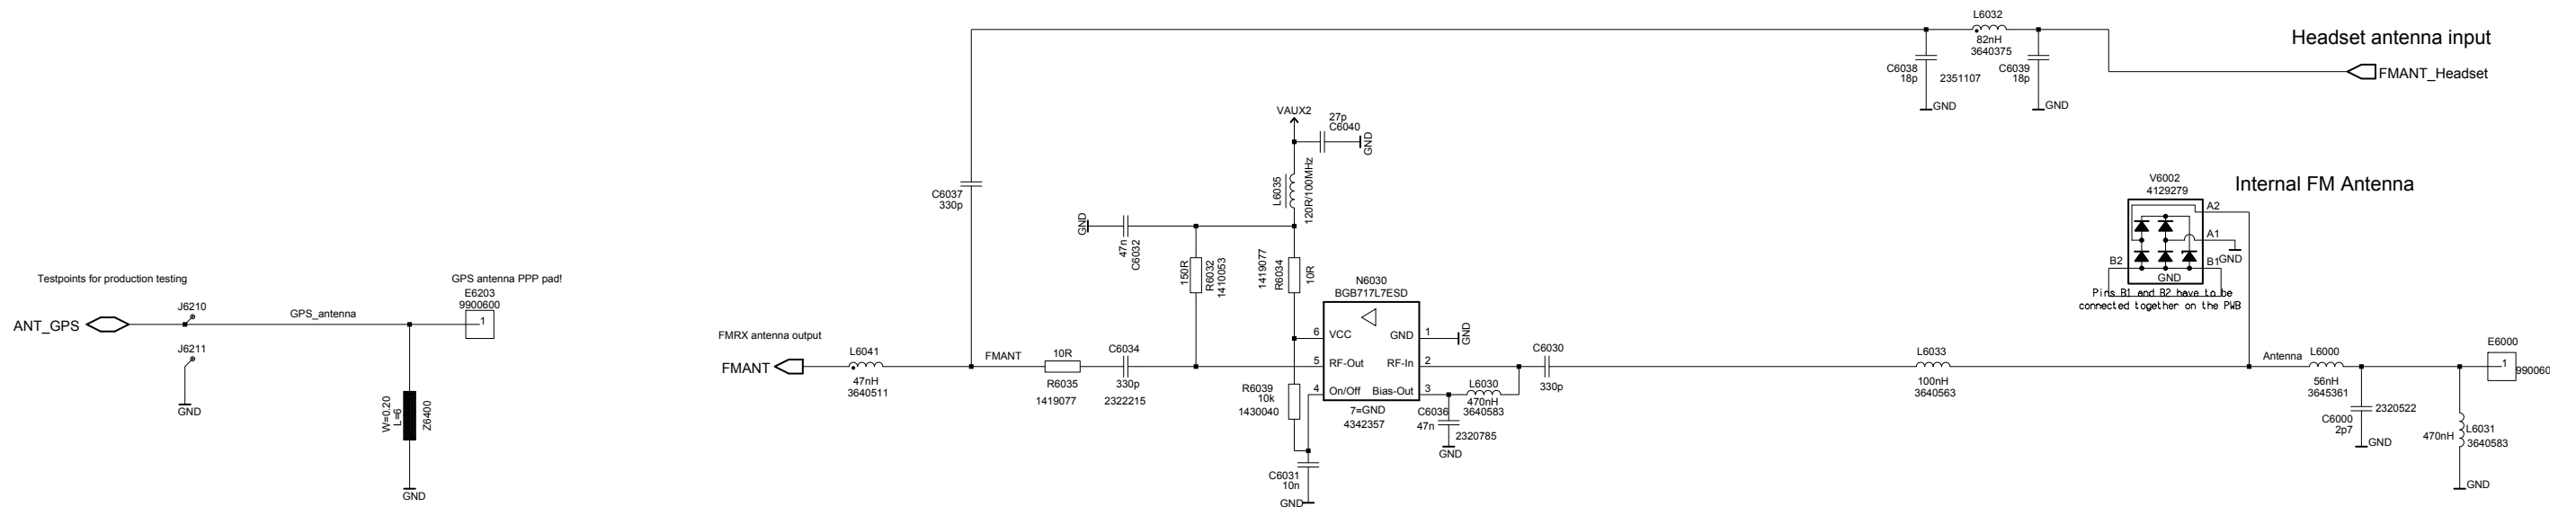 L6032
82nH
3640375
Headset antenna input
C6038
18p
2351107
C6039
18p
FMANT_Headset
GND
GND
VAUX2
27p
C6040
GND
L6035
120R/100MHz
C6037
330p
V6002
4129279
Internal FM Antenna
A2
A1
GND
B2
B1
GND
Pins B1 and B2 have to be
connected together on the PWB
GND
47n
C6032
150R
R6032
1410053
1419077
R6034
10R
Testpoints for production testing
GPS antenna PPP pad!
E6203
9900600
1
J6210
GPS_antenna
ANT_GPS
J6211
GND
W=0.20
L=6
Z6400
GND
N6030
BGB717L7ESD
6
VCC
GND
1
GND
5
RF-Out
RF-In
2
4
On/Off
Bias-Out
3
7=GND
4342357
FMRX antenna output
FMANT
L6041
47nH
3640511
FMANT
10R
R6035
1419077
C6034
330p
2322215
C6030
330p
L6030
470nH
3640583
C6036
47n
2320785
GND
R6039
10k
1430040
C6031
10n
GND
L6033
100nH
3640563
Antenna
L6000
56nH
3645361
E6000
1
990060
2320522
C6000
2p7
GND
L6031
470nH
3640583
GND